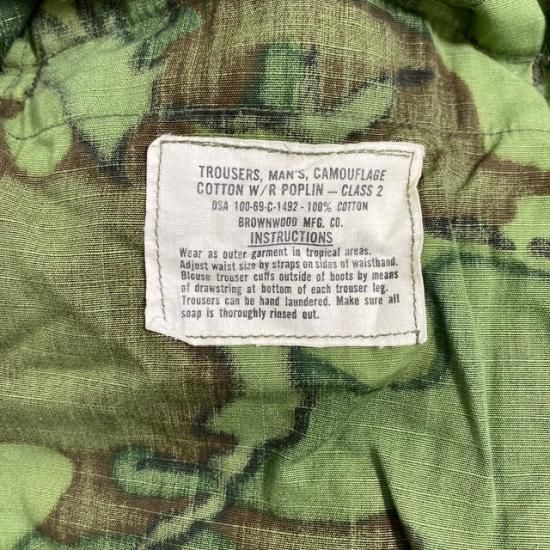 TROUSERS, MAN'S, CAMOUFLAGE
COTTON W/R POPLIN — CLASS 2
DSA 100-69-C-1492 - 100% COTTON
BROWNWOOD MFG. CO.
INSTRUCTIONS
Wear as outer garment in tropical areas.
Adjust waist size by straps on sides of waistband.
Blouse trouser cuffs outside of boots by means
of drawstring at bottom of each trouser leg.
Trousers can be hand laundered. Make sure all
soap is thoroughly rinsed out.